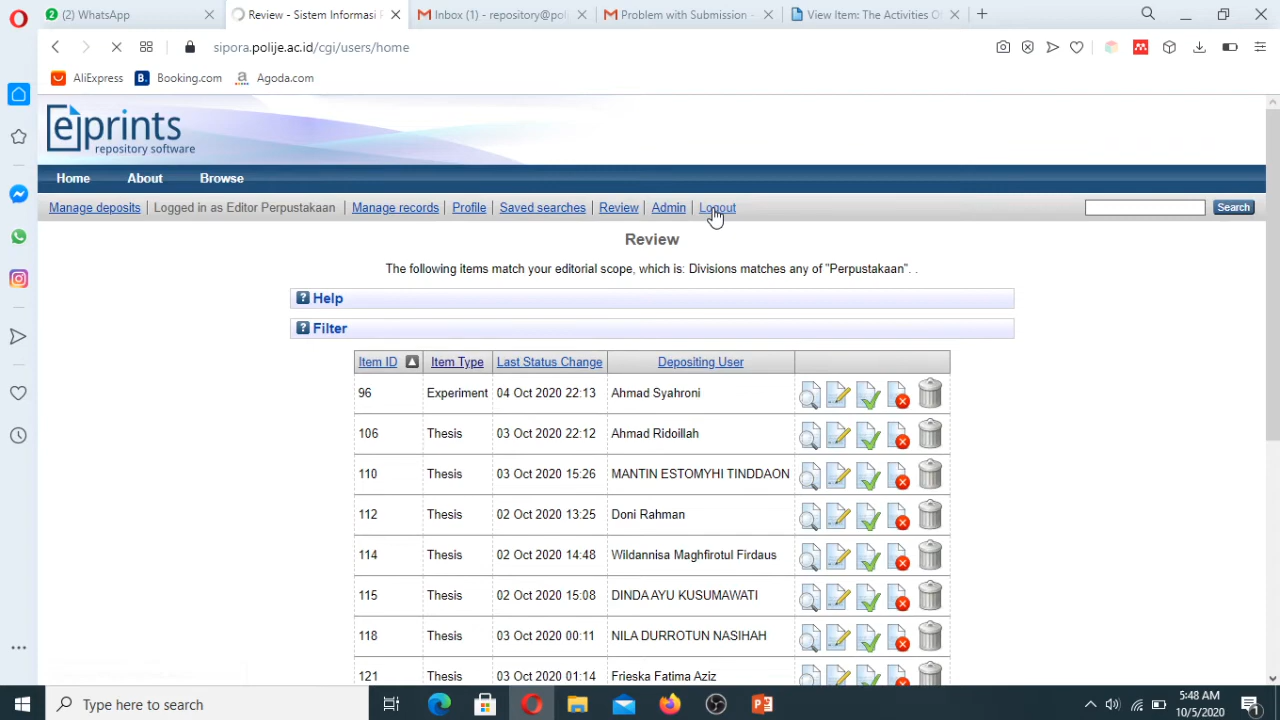 (2) WhatsApp
Review - Sistem Informasi
Inbox (1) - repository@pol
Problem with Submission -
View Item: The Activities O
sipora.polije.ac.id/cgi/users/home
AliExpress
Booking.com
Agoda.com
eprints
repository software
Home
About
Browse
Manage deposits
Logged in as Editor Perpustakaan
Manage records
Profile
Saved searches
Review
Admin
Logout
Search
Review
The following items match your editorial scope, which is: Divisions matches any of "Perpustakaan". .
Help
Filter
Item ID Item Type Last Status Change Depositing User
96 Experiment 04 Oct 2020 22:13 Ahmad Syahroni
106 Thesis 03 Oct 2020 22:12 Ahmad Ridoillah
110 Thesis 03 Oct 2020 15:26 MANTIN ESTOMYHI TINDDAON
112 Thesis 02 Oct 2020 13:25 Doni Rahman
114 Thesis 02 Oct 2020 14:48 Wildannisa Maghfirotul Firdaus
115 Thesis 02 Oct 2020 15:08 DINDA AYU KUSUMAWATI
118 Thesis 03 Oct 2020 00:11 NILA DURROTUN NASIHAH
121 Thesis 03 Oct 2020 01:14 Frieska Fatima Aziz
Type here to search
5:48 AM
10/5/2020